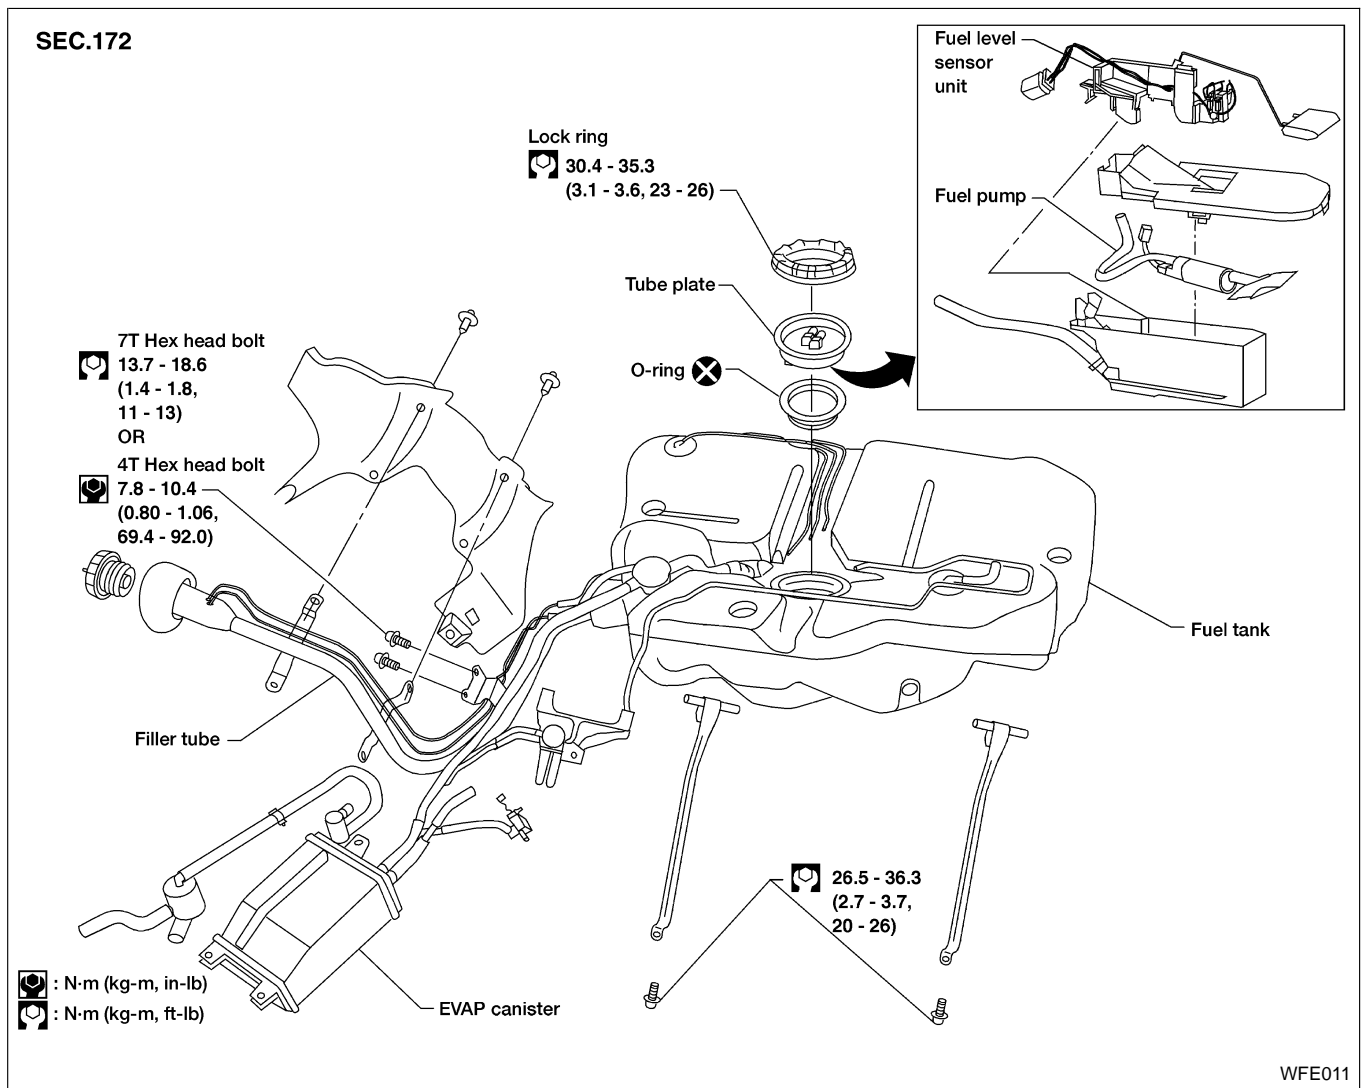 SEC.172
Fuel level
sensor
unit
Lock ring
30.4 - 35.3
(3.1 - 3.6, 23 - 26)
Fuel pump
Tube plate
7T Hex head bolt
13.7 - 18.6
(1.4 - 1.8,
11 - 13)
OR
4T Hex head bolt
7.8 - 10.4
(0.80 - 1.06,
69.4 - 92.0)
O-ring
Fuel tank
Filler tube
26.5 - 36.3
(2.7 - 3.7,
20 - 26)
: N·m (kg-m, in-lb)
: N·m (kg-m, ft-lb)
EVAP canister
WFE011